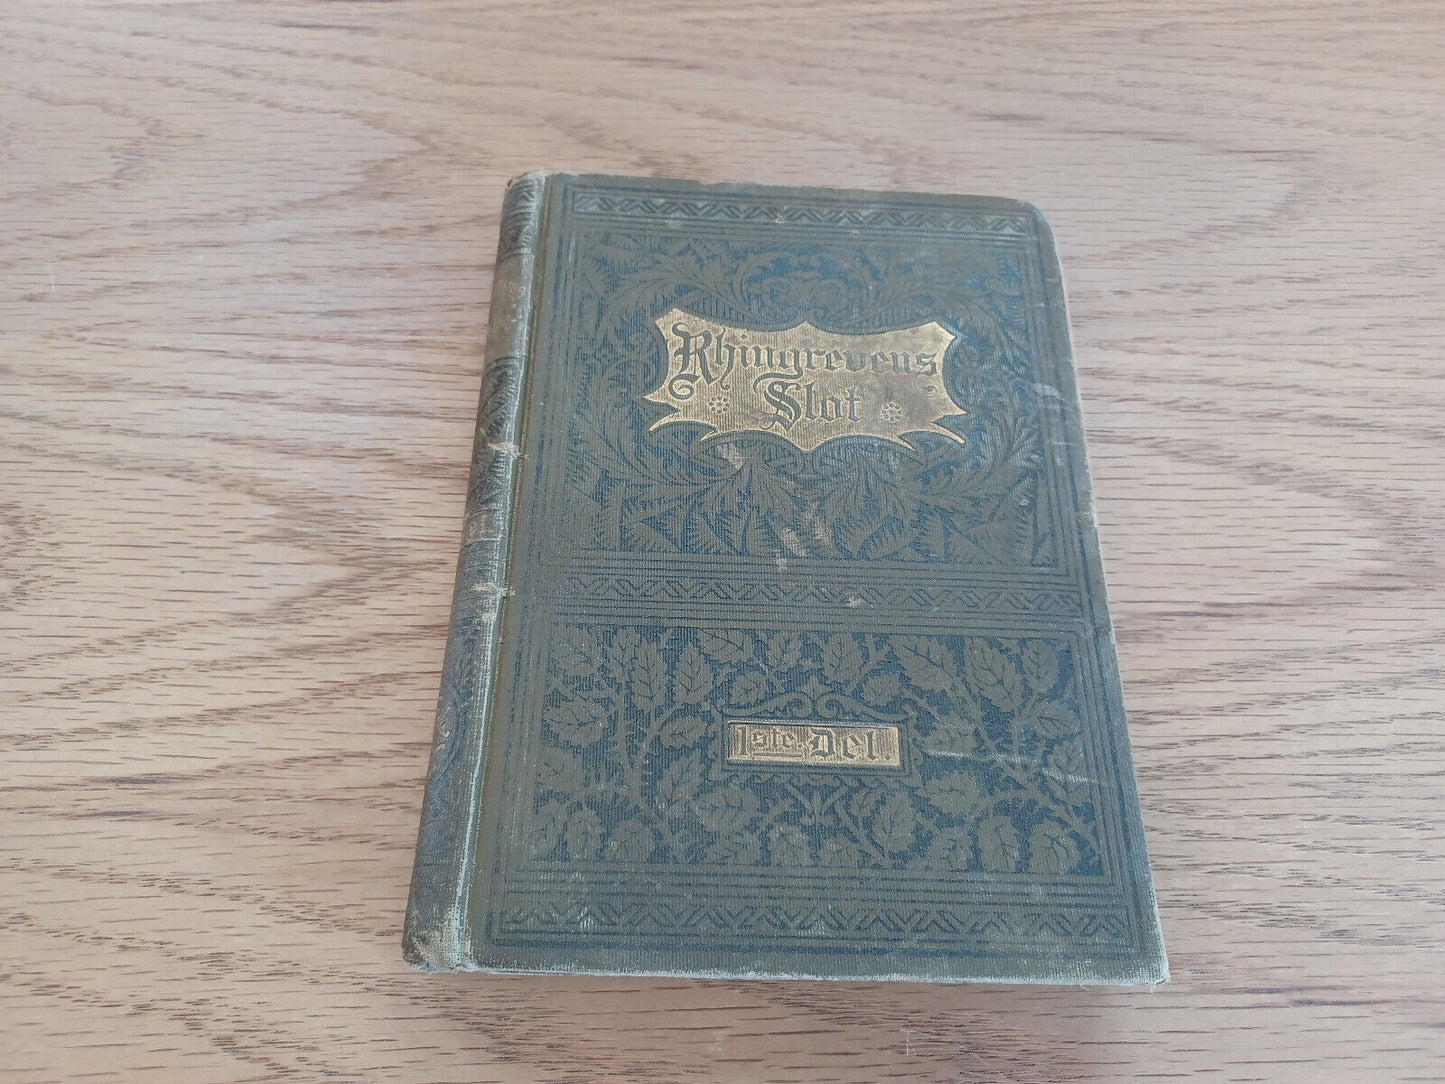 Rhingrevens
Slot
1ste. Del.